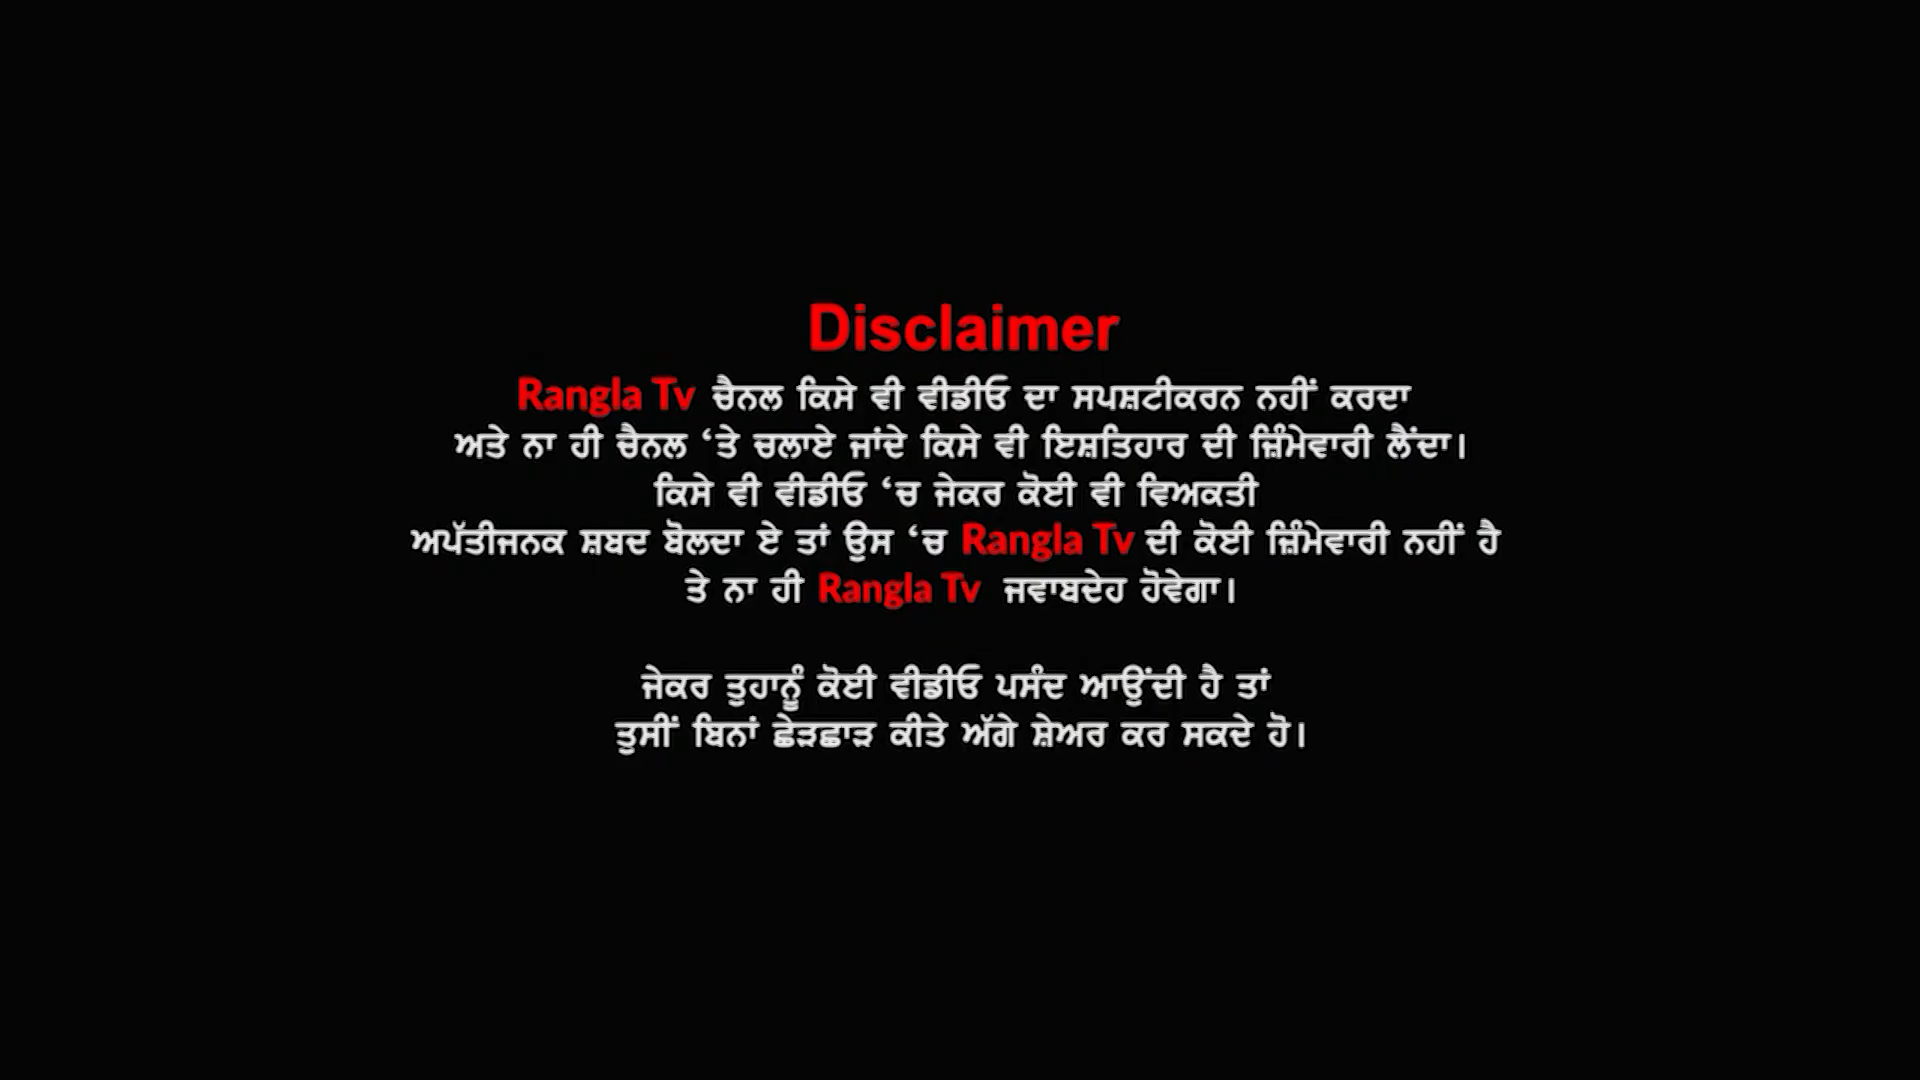 Disclaimer
Rangla Tv ਚੈਨਲ ਕਿਸੇ ਵੀ ਵੀਡੀਓ ਦਾ ਸਪਸ਼ਟੀਕਰਨ ਨਹੀਂ ਕਰਦਾ
ਅਤੇ ਨਾ ਹੀ ਚੈਨਲ ‘ਤੇ ਚਲਾਏ ਜਾਂਦੇ ਕਿਸੇ ਵੀ ਇਸ਼ਤਿਹਾਰ ਦੀ ਜ਼ਿੰਮੇਵਾਰੀ ਲੈਂਦਾ।
ਕਿਸੇ ਵੀ ਵੀਡੀਓ ‘ਚ ਜੇਕਰ ਕੋਈ ਵੀ ਵਿਅਕਤੀ
ਅਪੱਤੀਜਨਕ ਸ਼ਬਦ ਬੋਲਦਾ ਏ ਤਾਂ ਉਸ ‘ਚ Rangla Tv ਦੀ ਕੋਈ ਜ਼ਿੰਮੇਵਾਰੀ ਨਹੀਂ ਹੈ
ਤੇ ਨਾ ਹੀ Rangla Tv ਜਵਾਬਦੇਹ ਹੋਵੇਗਾ।
ਜੇਕਰ ਤੁਹਾਨੂੰ ਕੋਈ ਵੀਡੀਓ ਪਸੰਦ ਆਉਂਦੀ ਹੈ ਤਾਂ
ਤੁਸੀਂ ਬਿਨਾਂ ਛੇੜਛਾੜ ਕੀਤੇ ਅੱਗੇ ਸ਼ੇਅਰ ਕਰ ਸਕਦੇ ਹੋ।